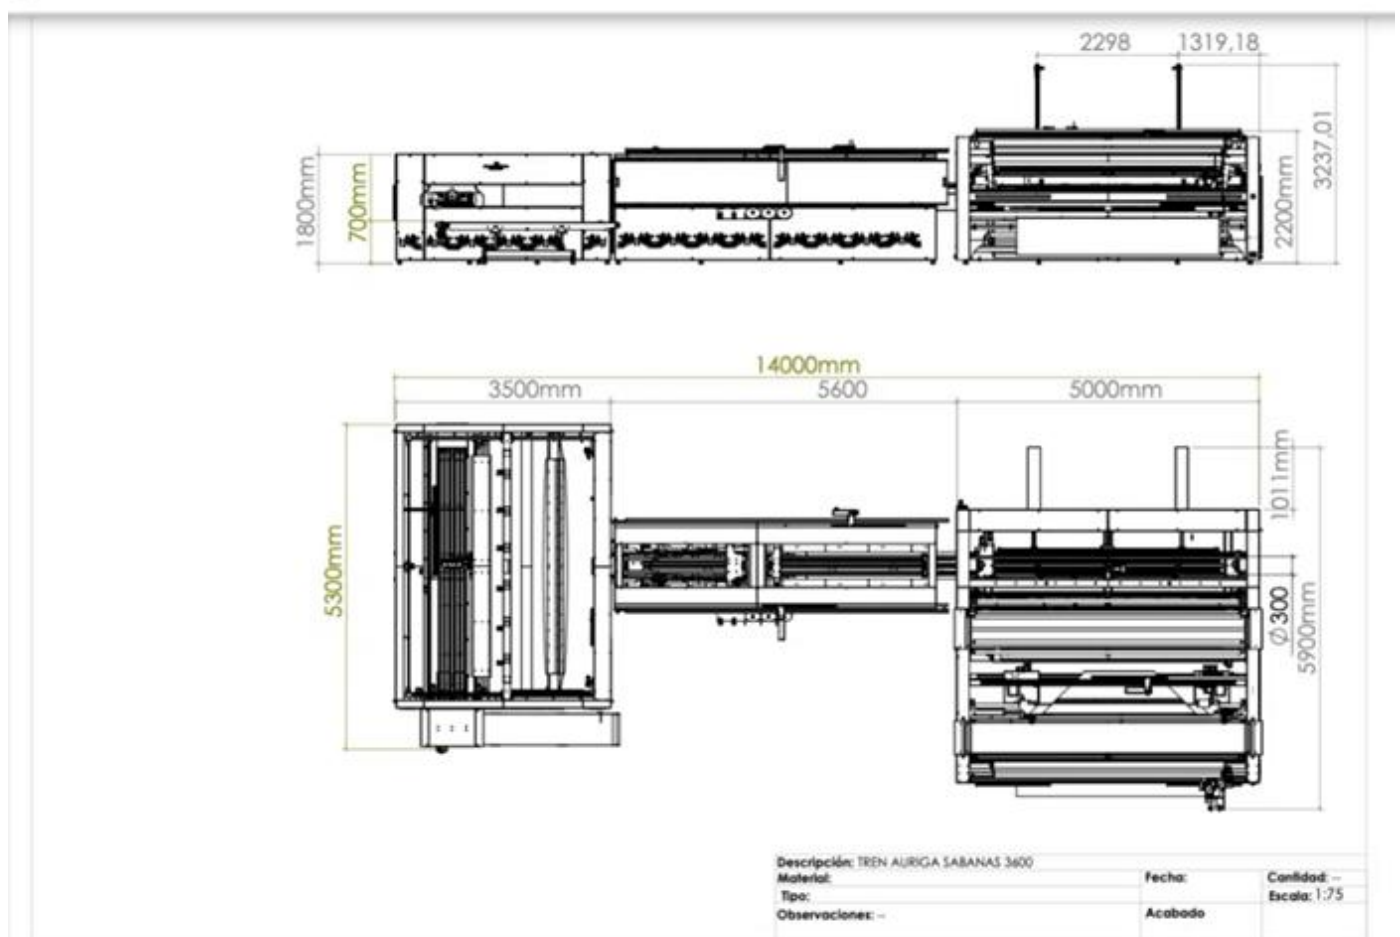 2298
1319,18
3237,01
2200mm
1800mm
700mm
14000mm
3500mm
5600
5000mm
5300mm
1011mm
Ø300
5900mm
Descripción: TREN AURIGA SABANAS 3600
Material:
Fecha:
Cantidad: --
Tipo:
Escala: 1:75
Observaciones: --
Acabado